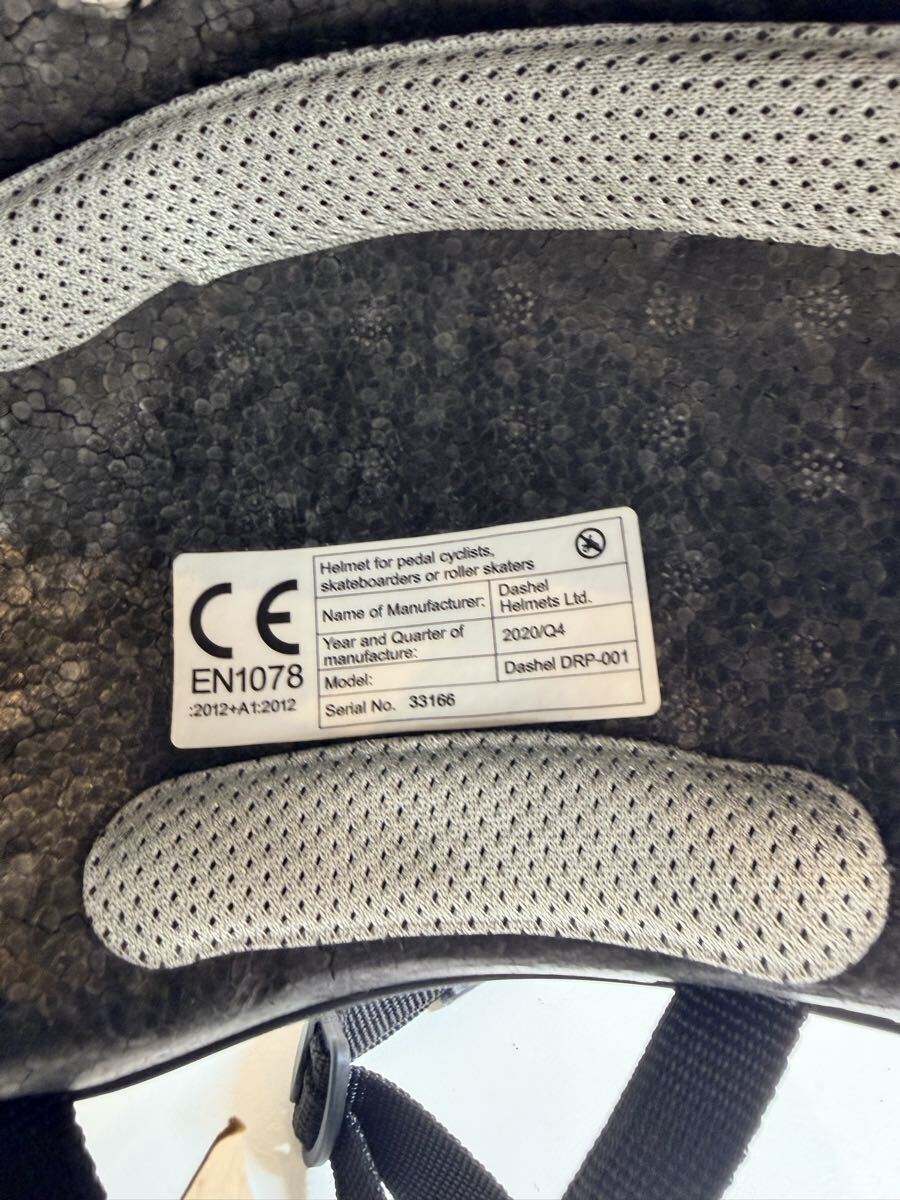 CE
EN1078
:2012+A1:2012
Helmet for pedal cyclists,
skateboarders or roller skaters
Name of Manufacturer:
Dashel
Helmets Ltd.
Year and Quarter of
manufacture:
2020/Q4
Model:
Dashel DRP-001
Serial No. 33166